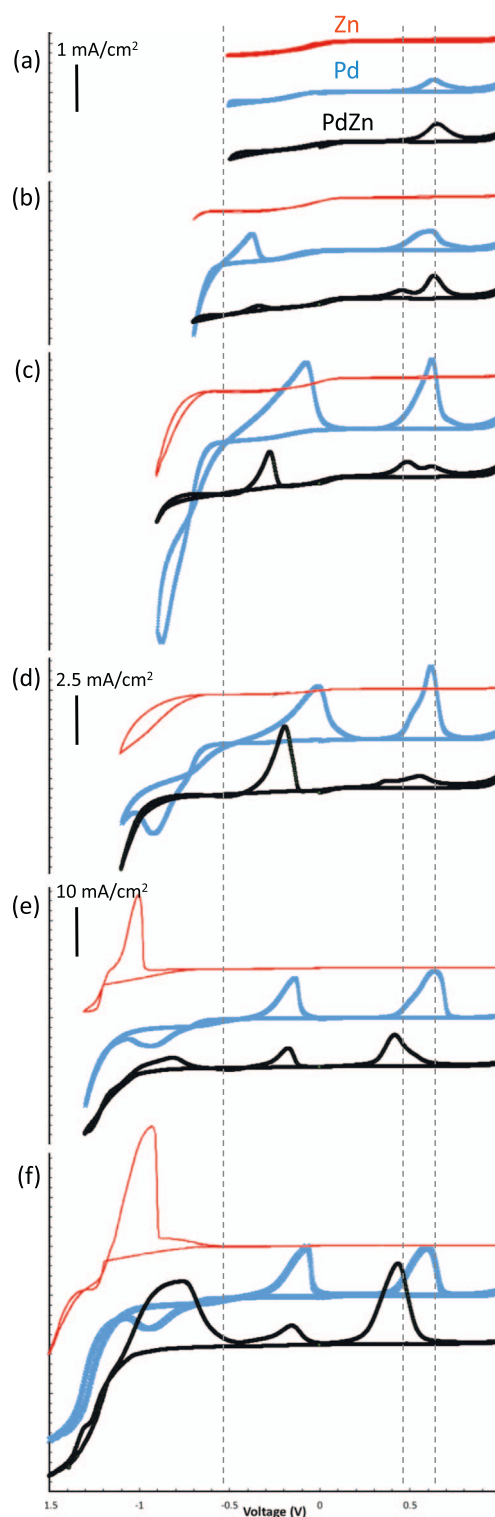 Zn
(a)
1 mA/cm²
Pd
PdZn
(b)
(c)
(d)
2.5 mA/cm²
(e)
10 mA/cm²
(f)
1.5 -1 -0.5 0 0.5
Voltage (V)